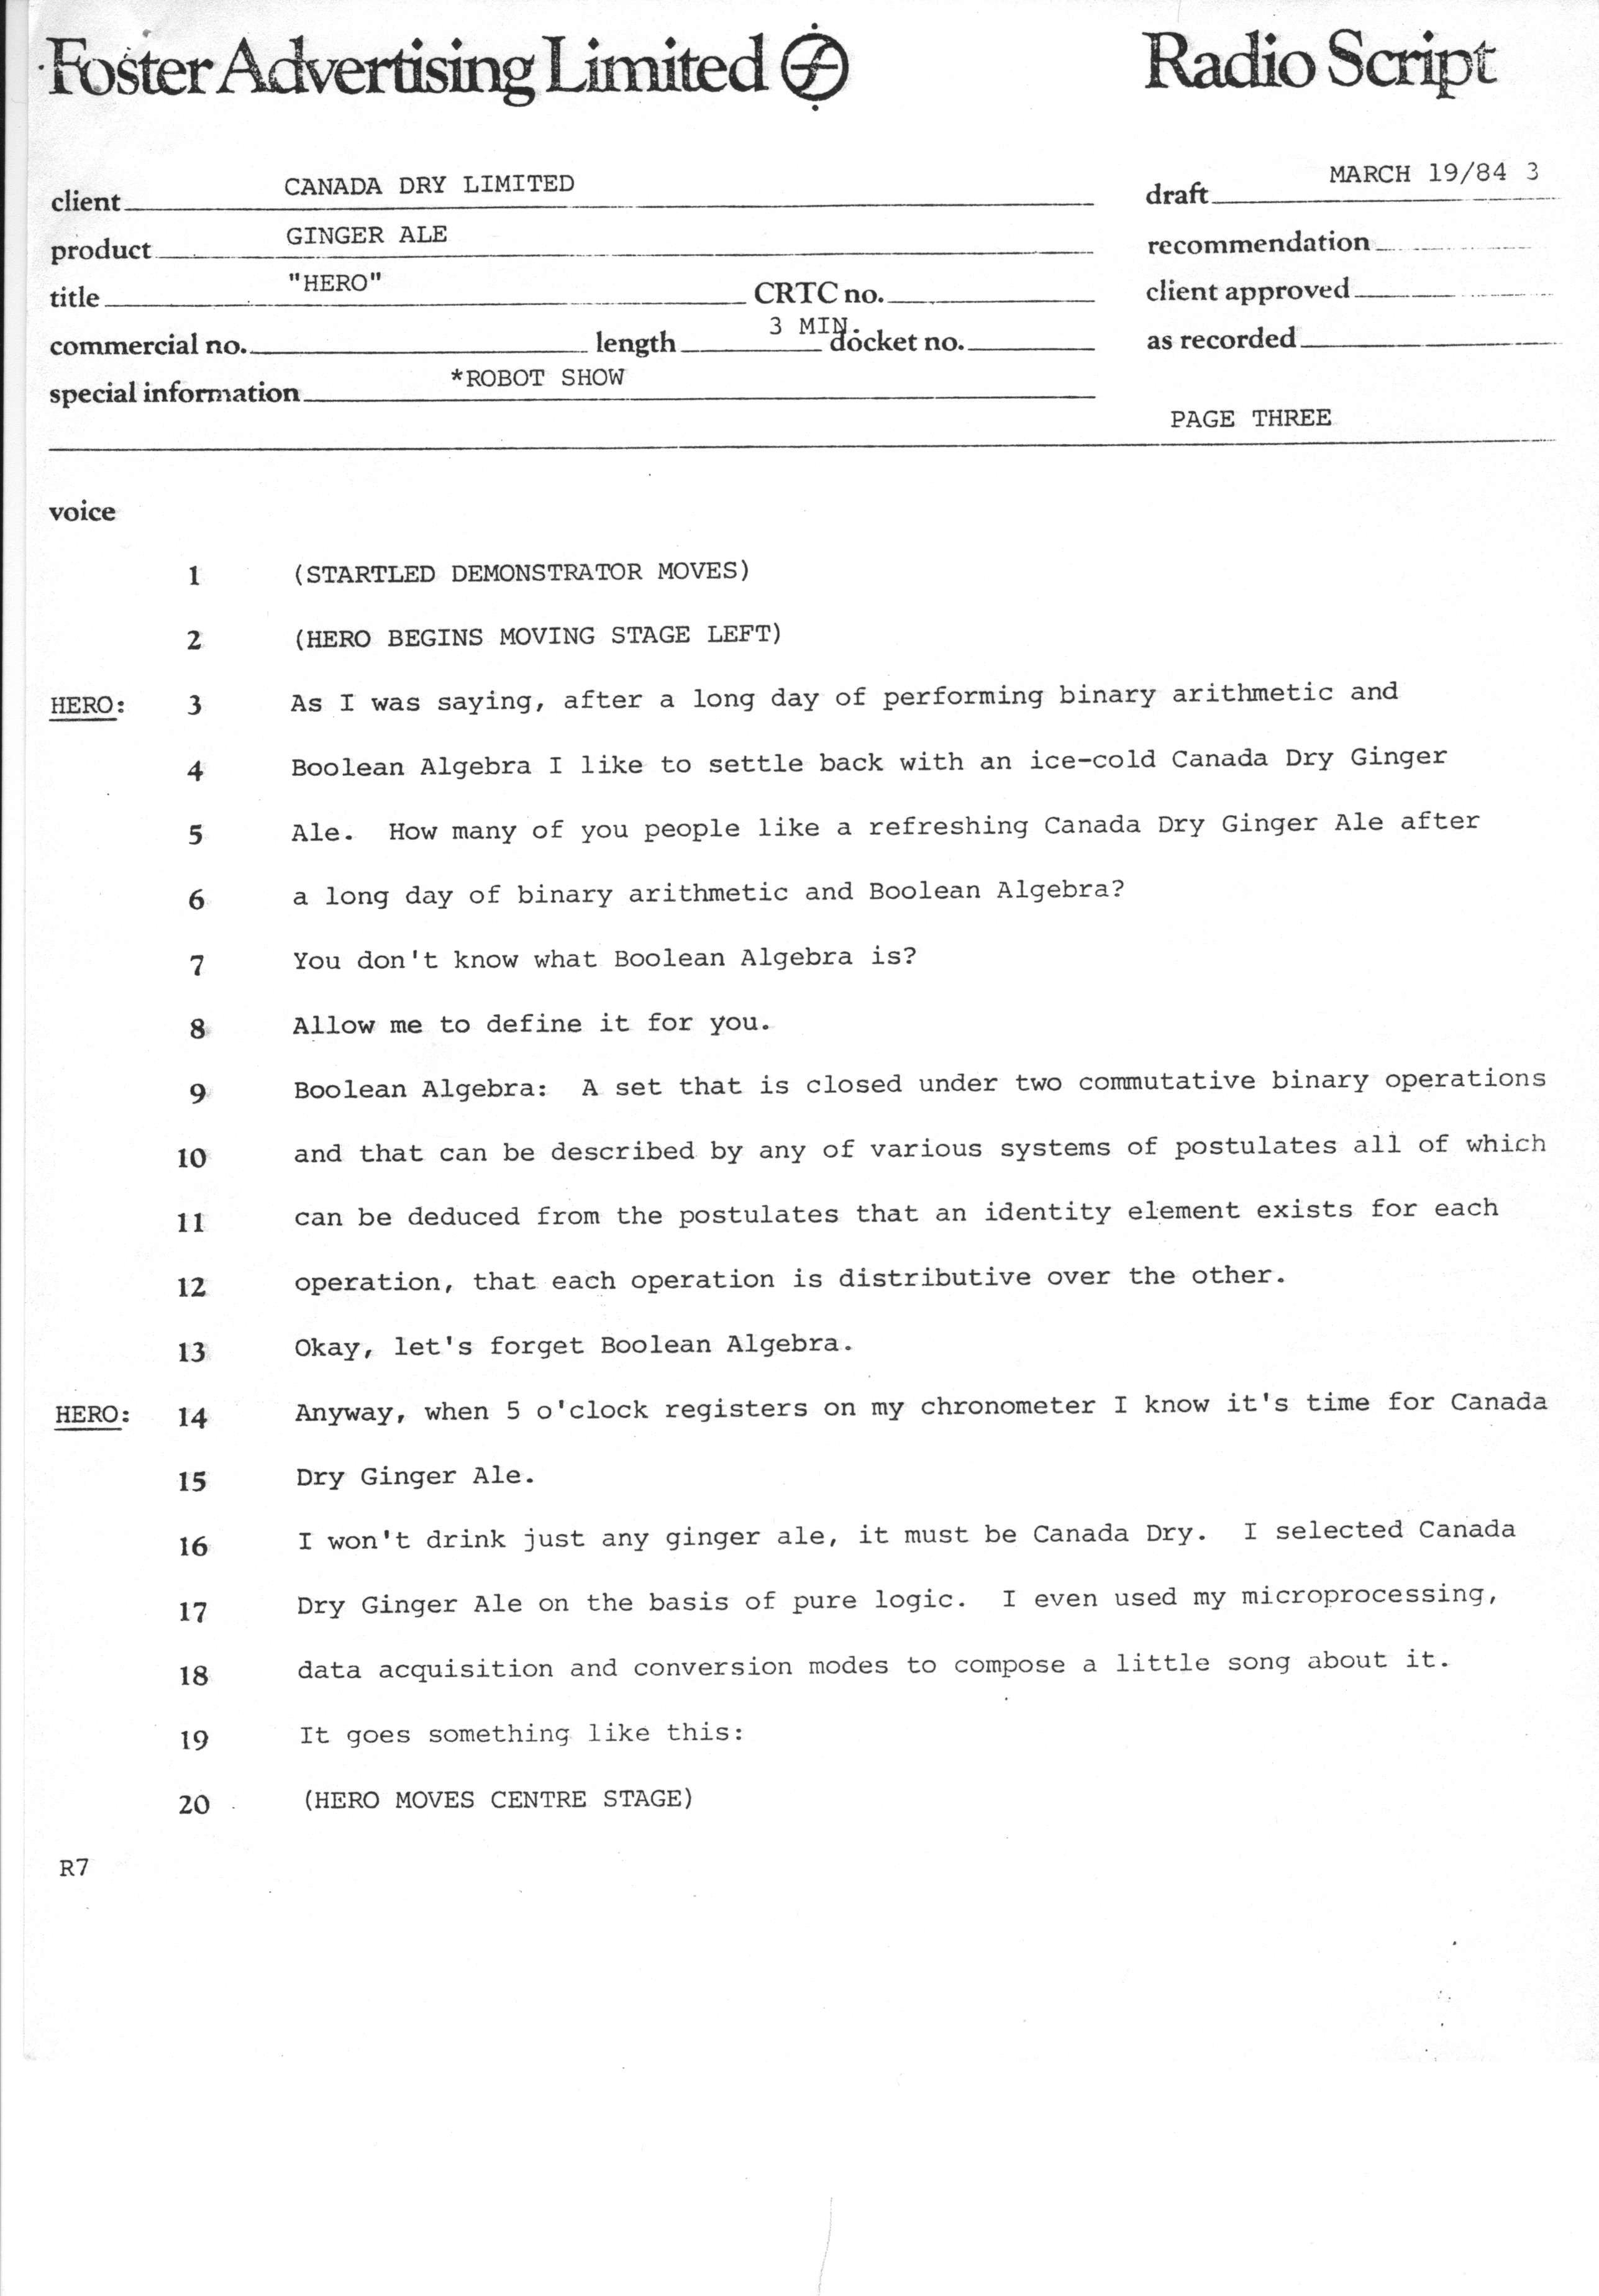 Foster Advertising Limited f Radio Script
client CANADA DRY LIMITED draft MARCH 19/84 3
product GINGER ALE recommendation
title "HERO" CRTC no. client approved
commercial no. length 3 MIN. docket no. as recorded
special information *ROBOT SHOW
PAGE THREE
voice
1 (STARTLED DEMONSTRATOR MOVES)
2 (HERO BEGINS MOVING STAGE LEFT)
HERO: 3 As I was saying, after a long day of performing binary arithmetic and
4 Boolean Algebra I like to settle back with an ice-cold Canada Dry Ginger
5 Ale. How many of you people like a refreshing Canada Dry Ginger Ale after
6 a long day of binary arithmetic and Boolean Algebra?
7 You don't know what Boolean Algebra is?
8 Allow me to define it for you.
9 Boolean Algebra: A set that is closed under two commutative binary operations
10 and that can be described by any of various systems of postulates all of which
11 can be deduced from the postulates that an identity element exists for each
12 operation, that each operation is distributive over the other.
13 Okay, let's forget Boolean Algebra.
HERO: 14 Anyway, when 5 o'clock registers on my chronometer I know it's time for Canada
15 Dry Ginger Ale.
16 I won't drink just any ginger ale, it must be Canada Dry. I selected Canada
17 Dry Ginger Ale on the basis of pure logic. I even used my microprocessing,
18 data acquisition and conversion modes to compose a little song about it.
19 It goes something like this:
20 (HERO MOVES CENTRE STAGE)
R7